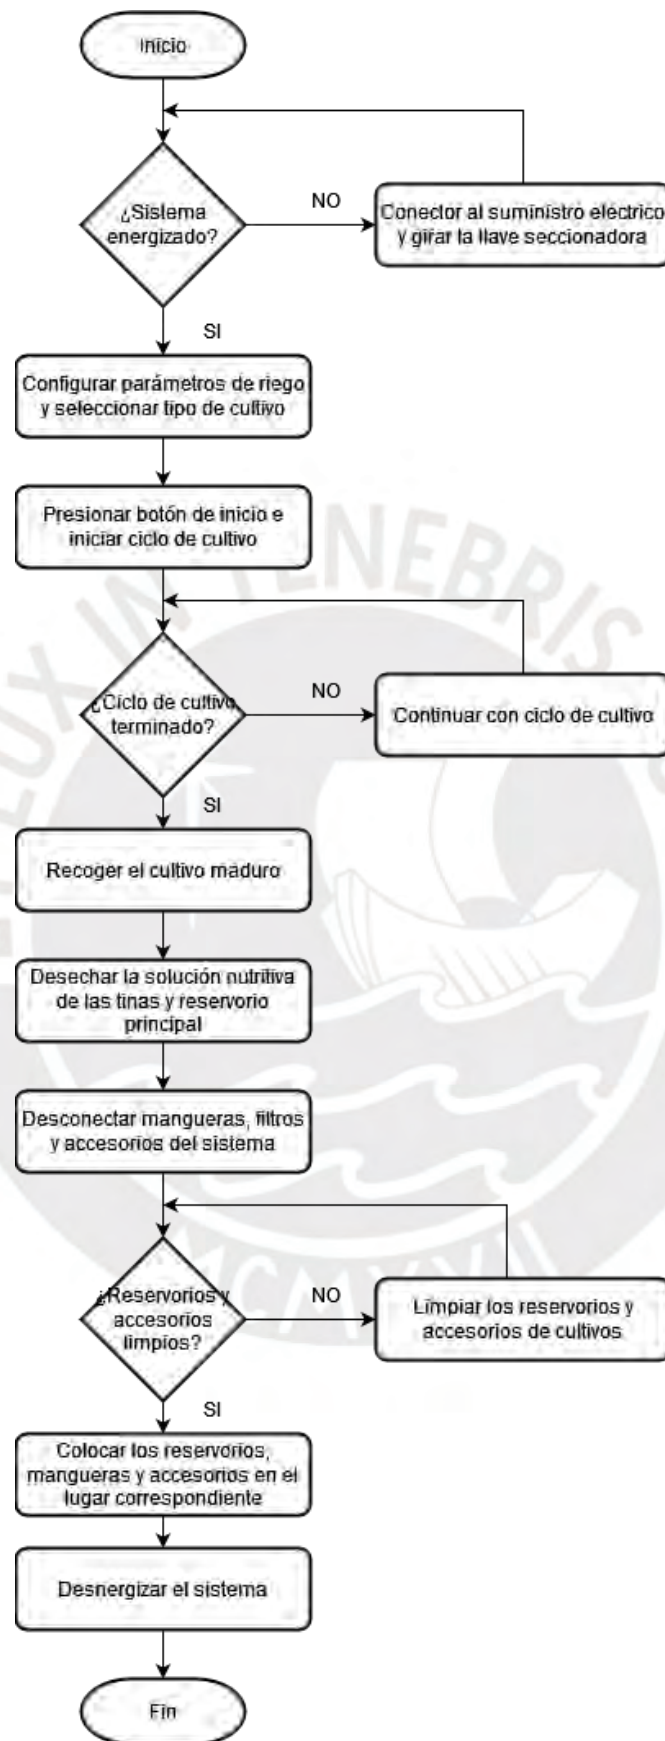 Inicio
¿Sistema
energizado?
NO
Conector al suministro eléctrico
y girar la llave seccionadora
SI
Configurar parámetros de riego
y seleccionar tipo de cultivo
Presionar botón de inicio e
iniciar ciclo de cultivo
¿Ciclo de cultivo
terminado?
NO
Continuar con ciclo de cultivo
SI
Recoger el cultivo maduro
Desechar la solución nutritiva
de las tinas y reservorio
principal
Desconectar mangueras, filtros
y accesorios del sistema
¿Reservorios y
accesorios
limpios?
NO
Limpiar los reservorios y
accesorios de cultivos
SI
Colocar los reservorios,
mangueras y accesorios en el
lugar correspondiente
Desnergizar el sistema
Fin
LUX IN TENEBRIS
MCMXVII